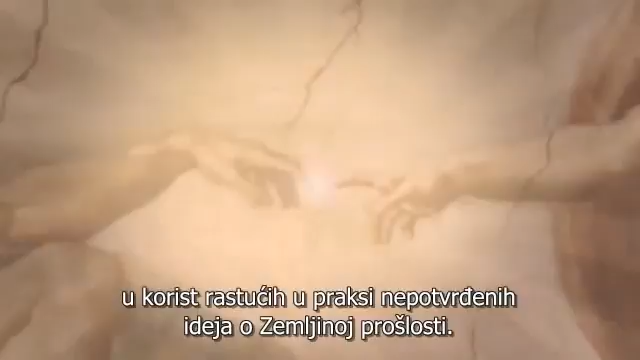 u korist rastućih u praksi nepotvrđenih
ideja o Zemljinoj prošlosti.